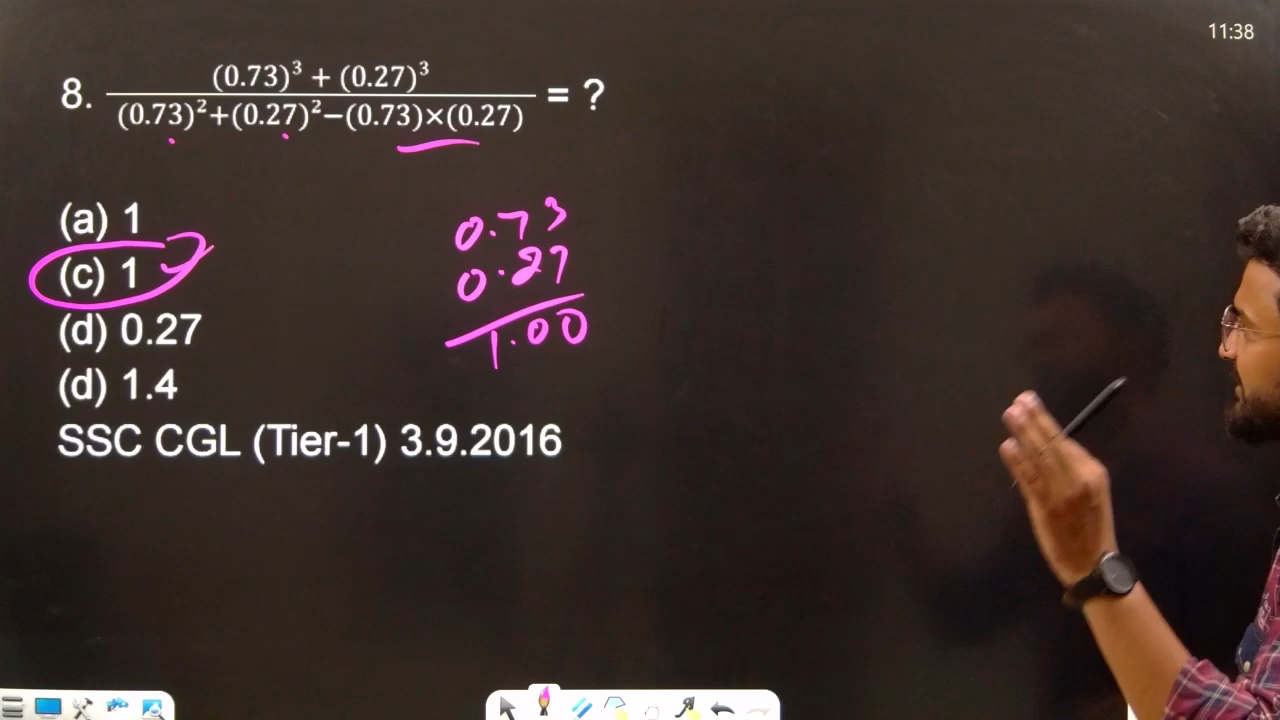 11:38
8. (0.73)³ + (0.27)³
(0.73)²+(0.27)²−(0.73)×(0.27) = ?
(a) 1
(c) 1
(d) 0.27
(d) 1.4
SSC CGL (Tier-1) 3.9.2016
0.73
0.27
1.00